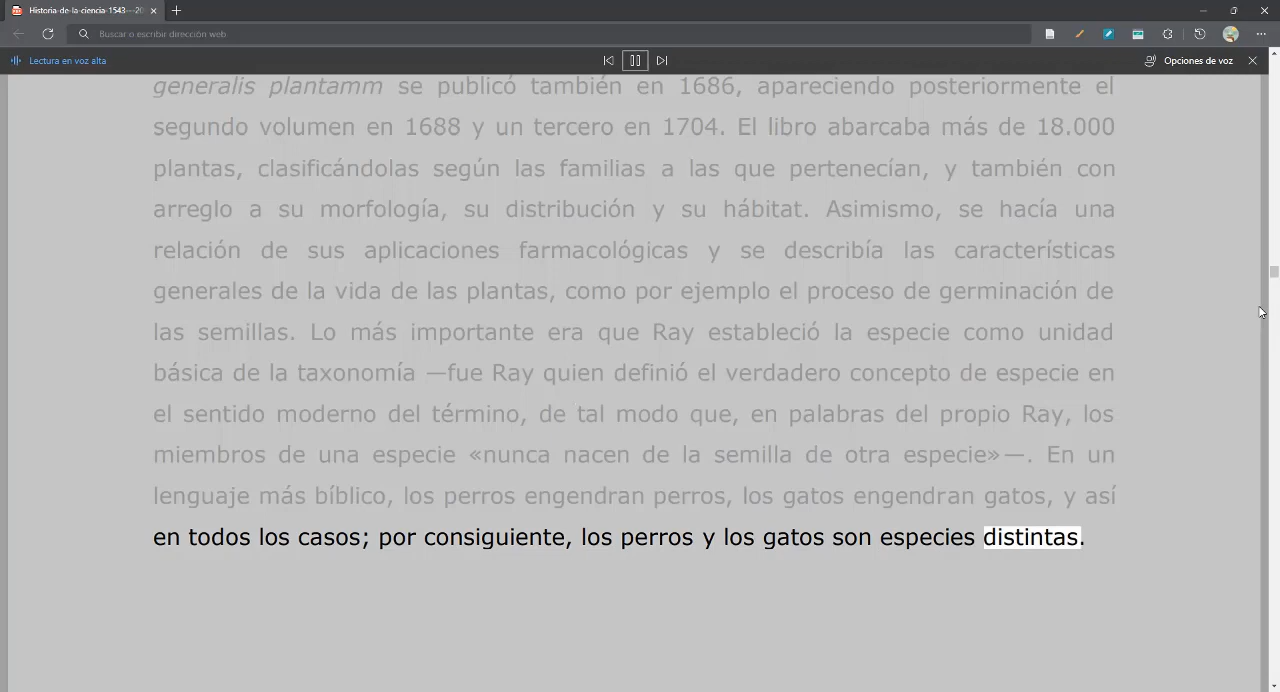 Historia-de-la-ciencia-1543---20
Buscar o escribir dirección web
Lectura en voz alta
Opciones de voz
generalis plantamm se publicó también en 1686, apareciendo posteriormente el
segundo volumen en 1688 y un tercero en 1704. El libro abarcaba más de 18.000
plantas, clasificándolas según las familias a las que pertenecían, y también con
arreglo a su morfología, su distribución y su hábitat. Asimismo, se hacía una
relación de sus aplicaciones farmacológicas y se describía las características
generales de la vida de las plantas, como por ejemplo el proceso de germinación de
las semillas. Lo más importante era que Ray estableció la especie como unidad
básica de la taxonomía —fue Ray quien definió el verdadero concepto de especie en
el sentido moderno del término, de tal modo que, en palabras del propio Ray, los
miembros de una especie «nunca nacen de la semilla de otra especie»—. En un
lenguaje más bíblico, los perros engendran perros, los gatos engendran gatos, y así
en todos los casos; por consiguiente, los perros y los gatos son especies distintas.